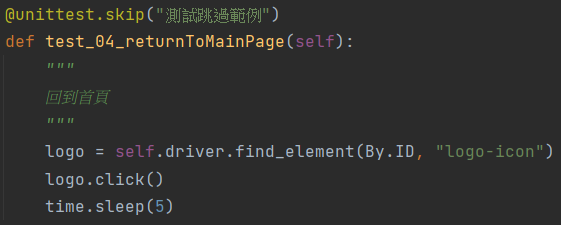 @unittest.skip("測試跳過範例")
def test_04_returnToMainPage(self):
    """
    回到首頁
    """
    logo = self.driver.find_element(By.ID, "logo-icon")
    logo.click()
    time.sleep(5)